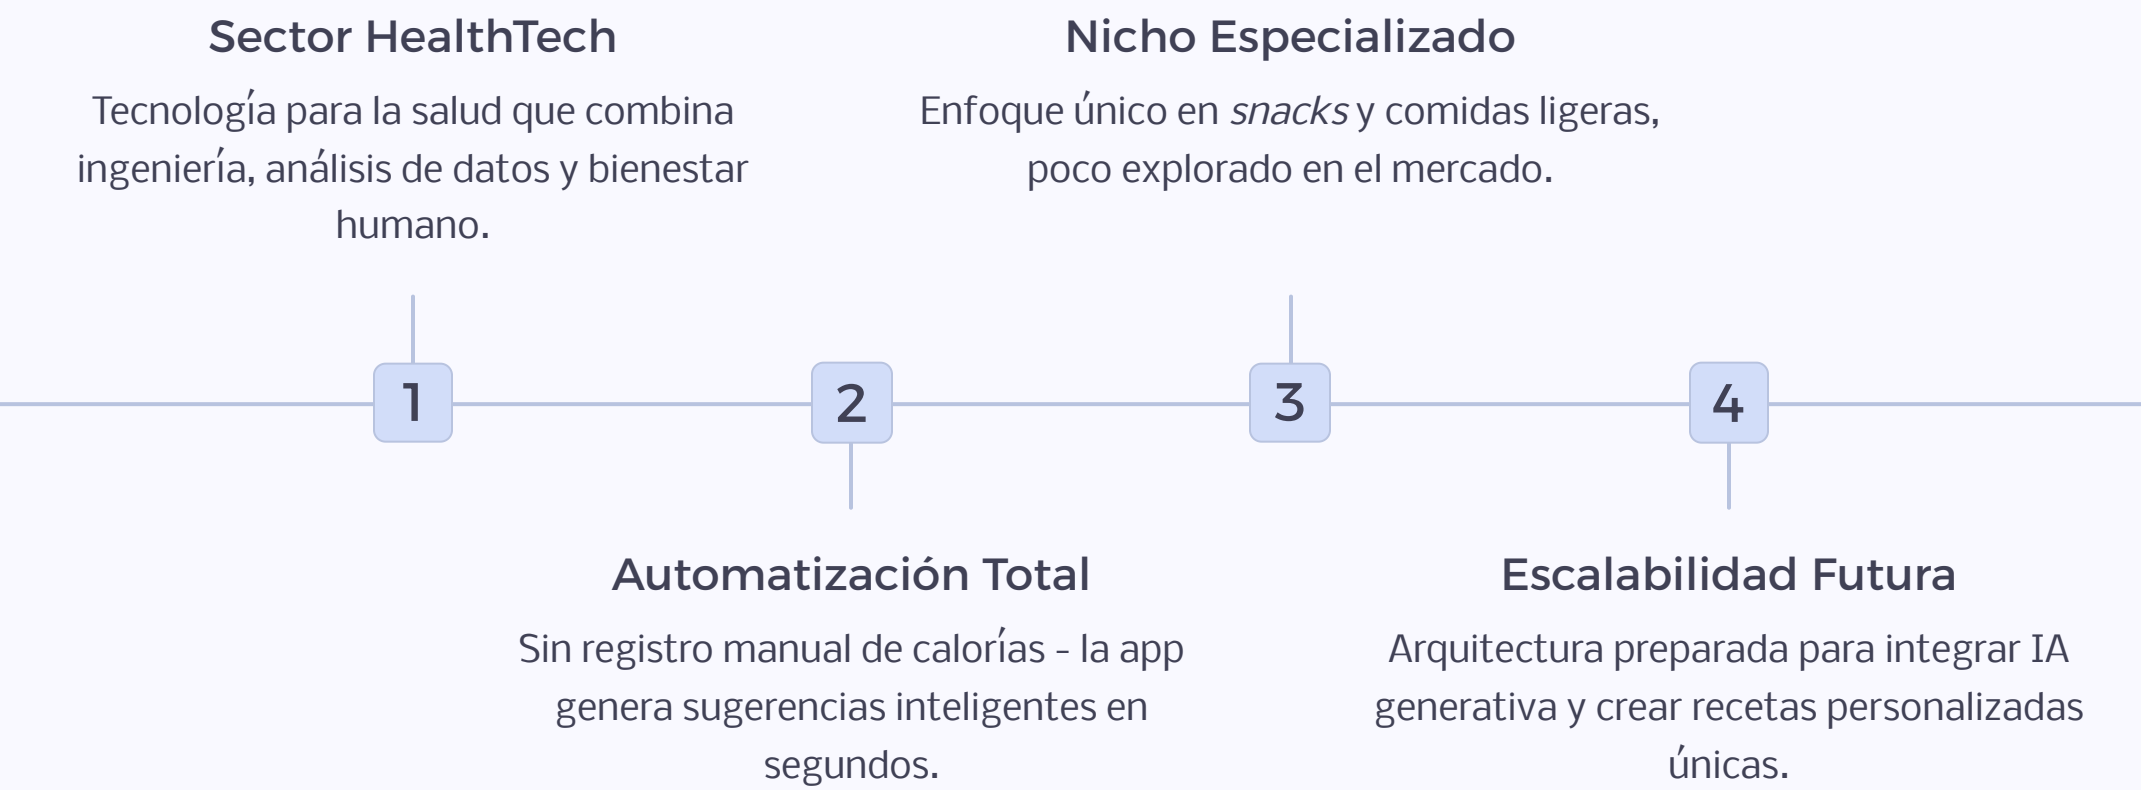 Sector HealthTech
Tecnología para la salud que combina
ingeniería, análisis de datos y bienestar
humano.
Nicho Especializado
Enfoque único en snacks y comidas ligeras,
poco explorado en el mercado.
1
2
3
4
Automatización Total
Sin registro manual de calorías - la app
genera sugerencias inteligentes en
segundos.
Escalabilidad Futura
Arquitectura preparada para integrar IA
generativa y crear recetas personalizadas
únicas.